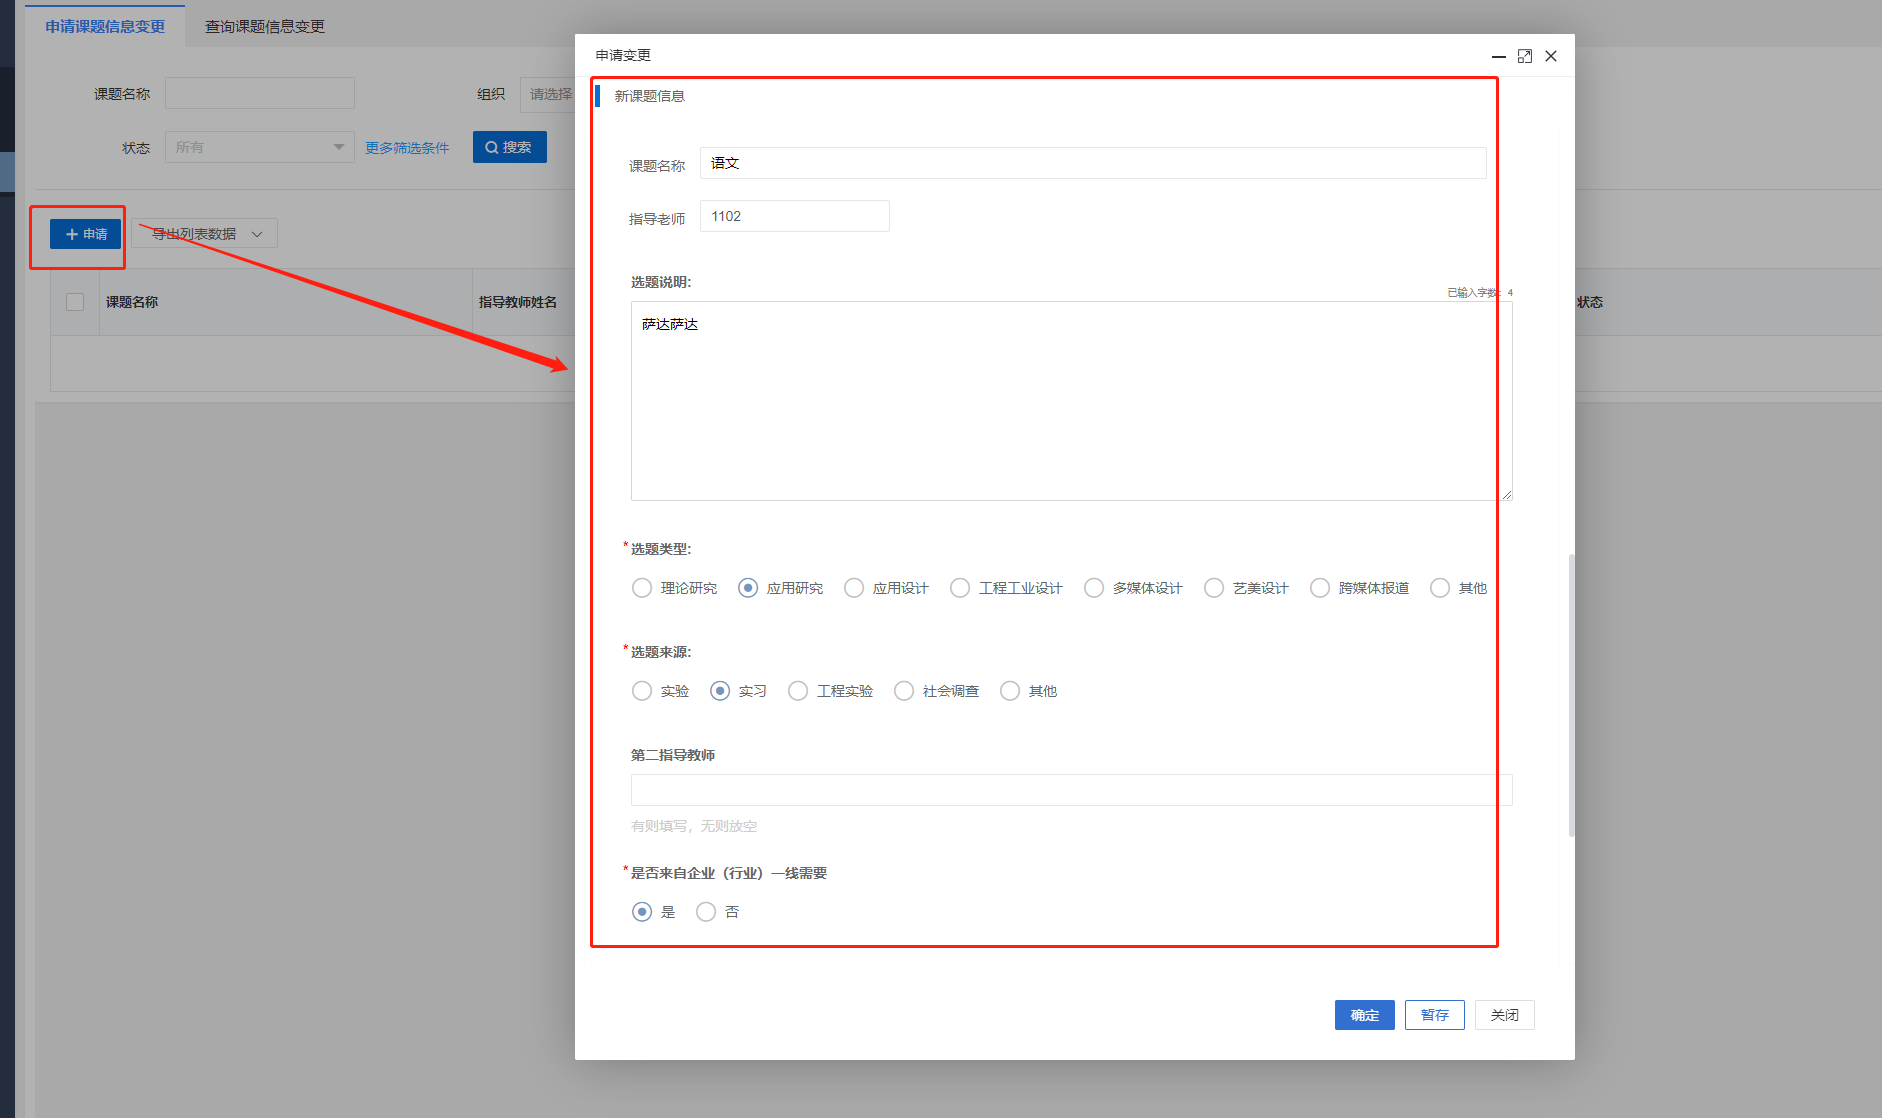 申请课题信息变更 查询课题信息变更
课题名称 组织 请选择
状态 所有 更多筛选条件 搜索
申请 导出列表数据
课题名称 指导教师姓名 状态
申请变更
新课题信息
课题名称 语文
指导老师 1102
选题说明:
已输入字数：4
萨达萨达
*选题类型:
理论研究 应用研究 应用设计 工程工业设计 多媒体设计 艺美设计 跨媒体报道 其他
*选题来源:
实验 实习 工程实验 社会调查 其他
第二指导教师
有则填写，无则放空
*是否来自企业（行业）一线需要
是 否
确定 暂存 关闭